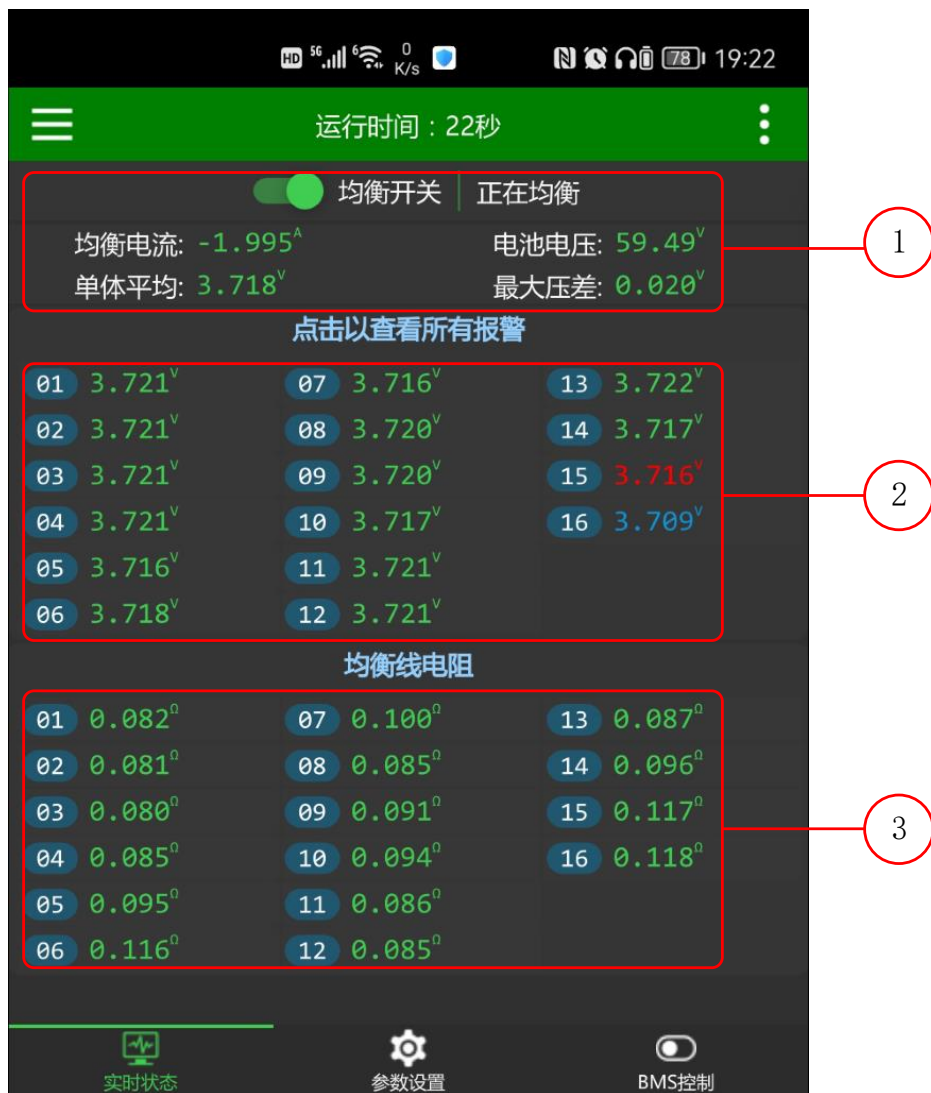 HD 5G 6 0 K/s 78 19:22
运行时间：22秒
均衡开关 正在均衡
均衡电流: -1.995A 电池电压: 59.49V
单体平均: 3.718V 最大压差: 0.020V
1
点击以查看所有报警
01 3.721V 07 3.716V 13 3.722V
02 3.721V 08 3.720V 14 3.717V
03 3.721V 09 3.720V 15 3.716V
04 3.721V 10 3.717V 16 3.709V
05 3.716V 11 3.721V
06 3.718V 12 3.721V
2
均衡线电阻
01 0.082Ω 07 0.100Ω 13 0.087Ω
02 0.081Ω 08 0.085Ω 14 0.096Ω
03 0.080Ω 09 0.091Ω 15 0.117Ω
04 0.085Ω 10 0.094Ω 16 0.118Ω
05 0.095Ω 11 0.086Ω
06 0.116Ω 12 0.085Ω
3
实时状态 参数设置 BMS控制